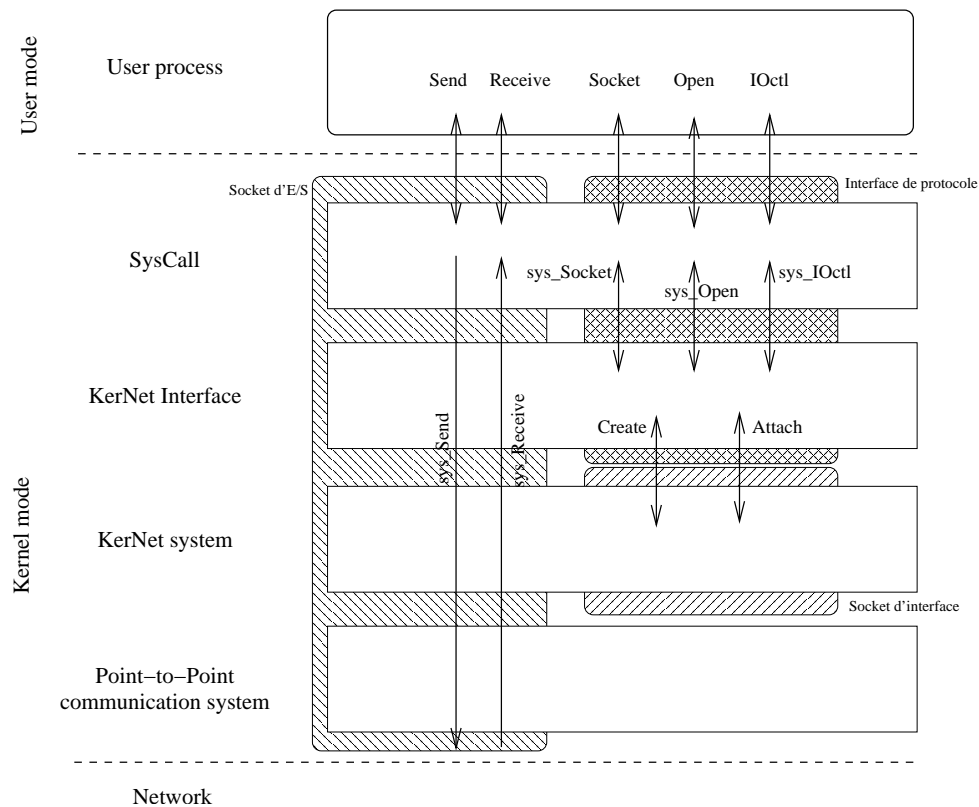 User mode
User process
Send Receive Socket Open IOctl
Socket d'E/S
Interface de protocole
SysCall
sys_Socket
sys_Open
sys_IOctl
Kernel mode
KerNet Interface
sys_Send
sys_Receive
Create
Attach
KerNet system
Socket d'interface
Point−to−Point
communication system
Network